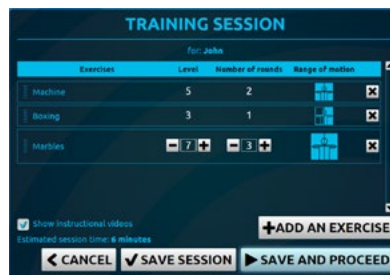 TRAINING SESSION
for: John
Exercises Level Number of rounds Range of motion
Machine 5 2
Boxing 3 1
Marbles 7 3
Show instructional videos
Estimated session time: 6 minutes
+ADD AN EXERCISE
CANCEL SAVE SESSION SAVE AND PROCEED